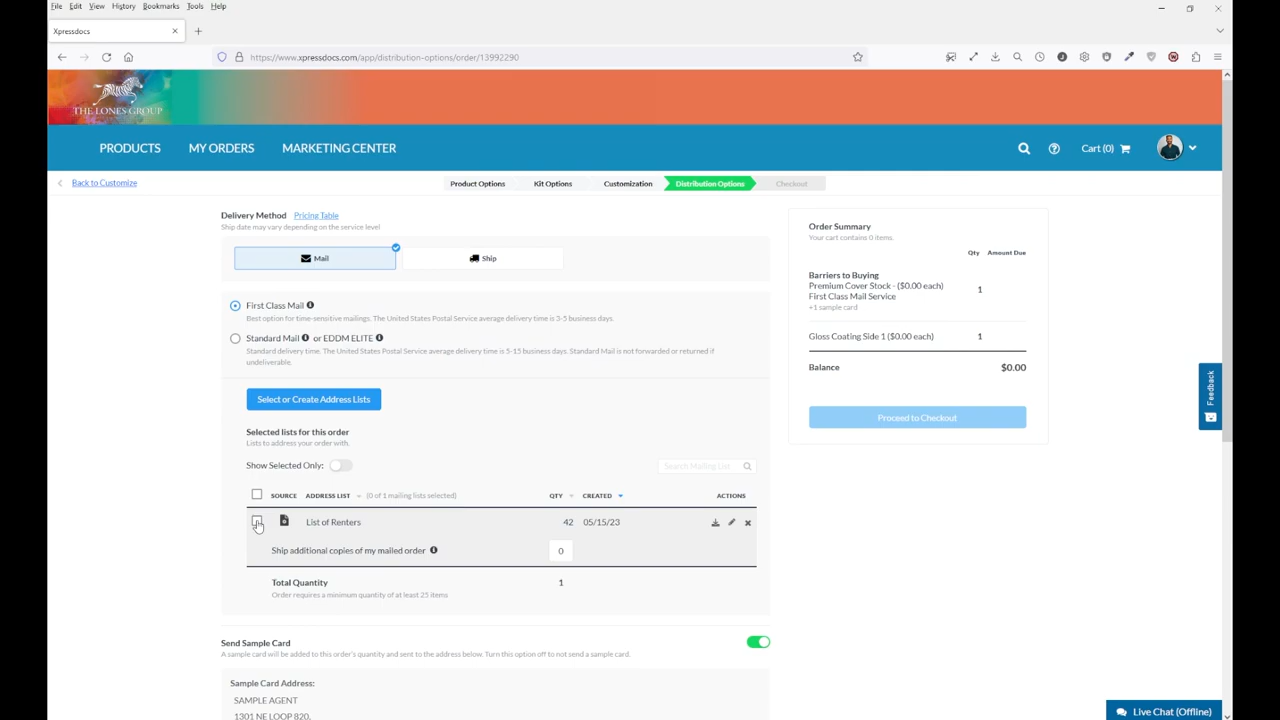 File Edit View History Bookmarks Tools Help
Xpressdocs
https://www.xpressdocs.com/app/distribution-options/order/13992290
THE LONES GROUP
PRODUCTS MY ORDERS MARKETING CENTER Cart (0)
Back to Customize Product Options Kit Options Customization Distribution Options Checkout
Delivery Method Pricing Table
Ship date may vary depending on the service level
Mail Ship
First Class Mail
Best option for time-sensitive mailings. The United States Postal Service average delivery time is 3-5 business days.
Standard Mail or EDDM ELITE
Standard delivery time. The United States Postal Service average delivery time is 5-15 business days. Standard Mail is not forwarded or returned if
undeliverable.
Select or Create Address Lists
Selected lists for this order
Lists to address your order with.
Show Selected Only: Search Mailing List
SOURCE ADDRESS LIST (0 of 1 mailing lists selected) QTY CREATED ACTIONS
List of Renters 42 05/15/23
Ship additional copies of my mailed order 0
Total Quantity 1
Order requires a minimum quantity of at least 25 items
Send Sample Card
A sample card will be added to this order's quantity and sent to the address below. Turn this option off to not send a sample card.
Sample Card Address:
SAMPLE AGENT
1301 NE LOOP 820,
Order Summary
Your cart contains 0 items.
Qty Amount Due
Barriers to Buying
Premium Cover Stock - ($0.00 each) 1
First Class Mail Service
+1 sample card
Gloss Coating Side 1 ($0.00 each) 1
Balance $0.00
Proceed to Checkout
Feedback
Live Chat (Offline)